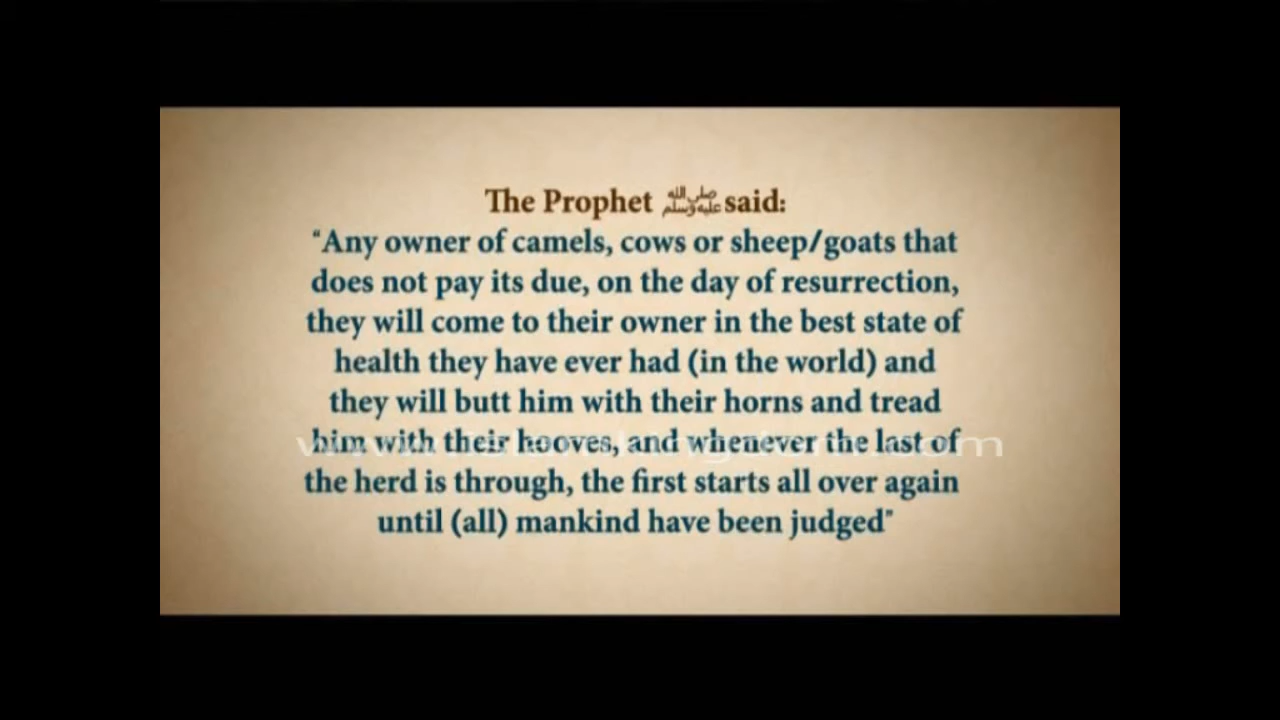 The Prophet ﷺ said:
“Any owner of camels, cows or sheep/goats that
does not pay its due, on the day of resurrection,
they will come to their owner in the best state of
health they have ever had (in the world) and
they will butt him with their horns and tread
him with their hooves, and whenever the last of
the herd is through, the first starts all over again
until (all) mankind have been judged”